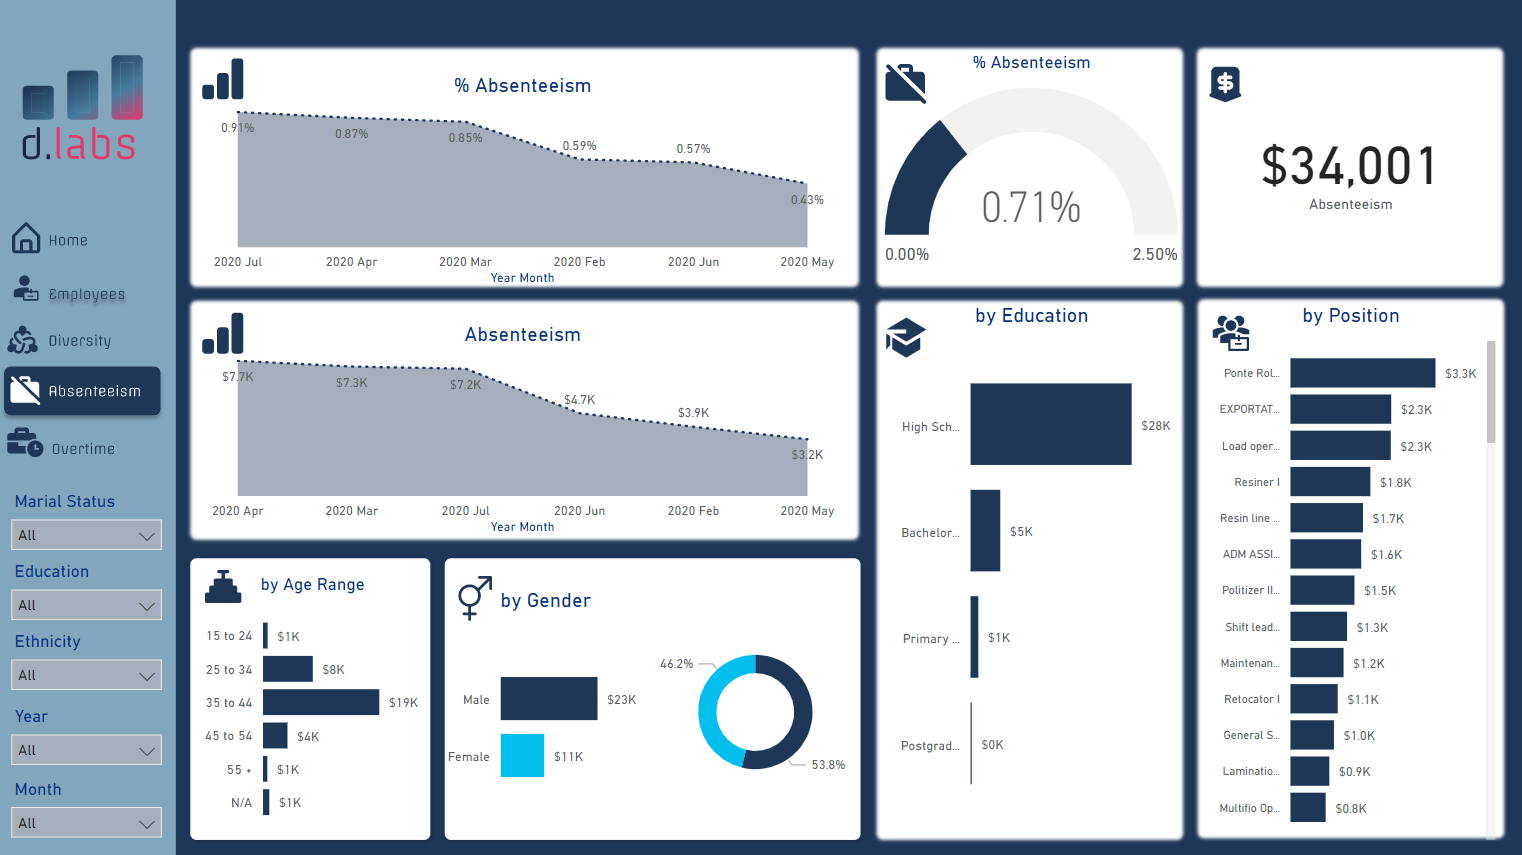 d.labs
Home
Employees
Diversity
Absenteeism
Overtime
Marial Status
All
Education
All
Ethnicity
All
Year
All
Month
All
% Absenteeism
0.91%
0.87%
0.85%
0.59%
0.57%
0.43%
2020 Jul
2020 Apr
2020 Mar
2020 Feb
2020 Jun
2020 May
Year Month
% Absenteeism
0.71%
0.00%
2.50%
$34,001
Absenteeism
Absenteeism
$7.7K
$7.3K
$7.2K
$4.7K
$3.9K
$3.2K
2020 Apr
2020 Mar
2020 Jul
2020 Jun
2020 Feb
2020 May
Year Month
by Age Range
15 to 24 $1K
25 to 34 $8K
35 to 44 $19K
45 to 54 $4K
55 + $1K
N/A $1K
by Gender
Male $23K
Female $11K
46.2%
53.8%
by Education
High Sch... $28K
Bachelor... $5K
Primary ... $1K
Postgrad... $0K
by Position
Ponte Rol... $3.3K
EXPORTAT... $2.3K
Load oper... $2.3K
Resiner I $1.8K
Resin line ... $1.7K
ADM ASSI... $1.6K
Politizer II... $1.5K
Shift lead... $1.3K
Maintenan... $1.2K
Retocator I $1.1K
General S... $1.0K
Laminatio... $0.9K
Multifio Op... $0.8K